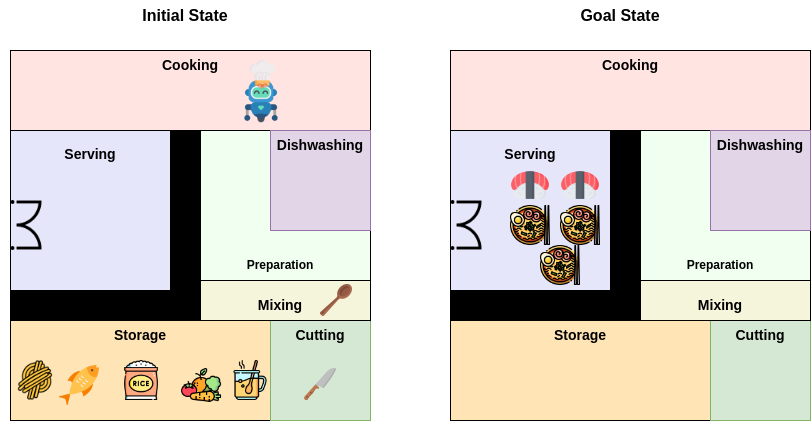 Initial State
Cooking
Serving
Dishwashing
Preparation
Mixing
Storage
Cutting
RICE
Goal State
Cooking
Serving
Dishwashing
Preparation
Mixing
Storage
Cutting